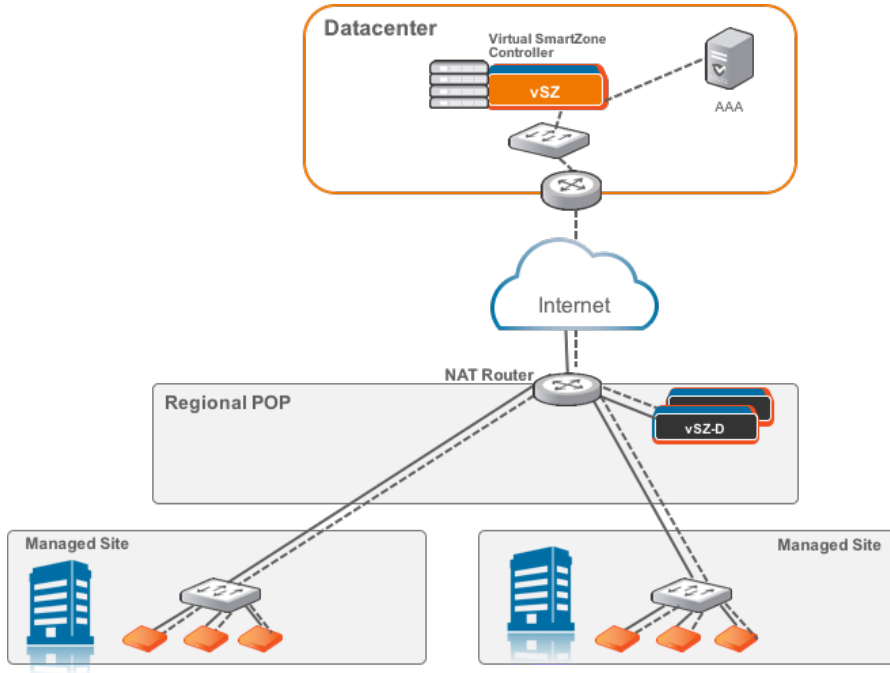 Datacenter
Virtual SmartZone
Controller
vSZ
AAA
Internet
NAT Router
Regional POP
vSZ-D
Managed Site
Managed Site